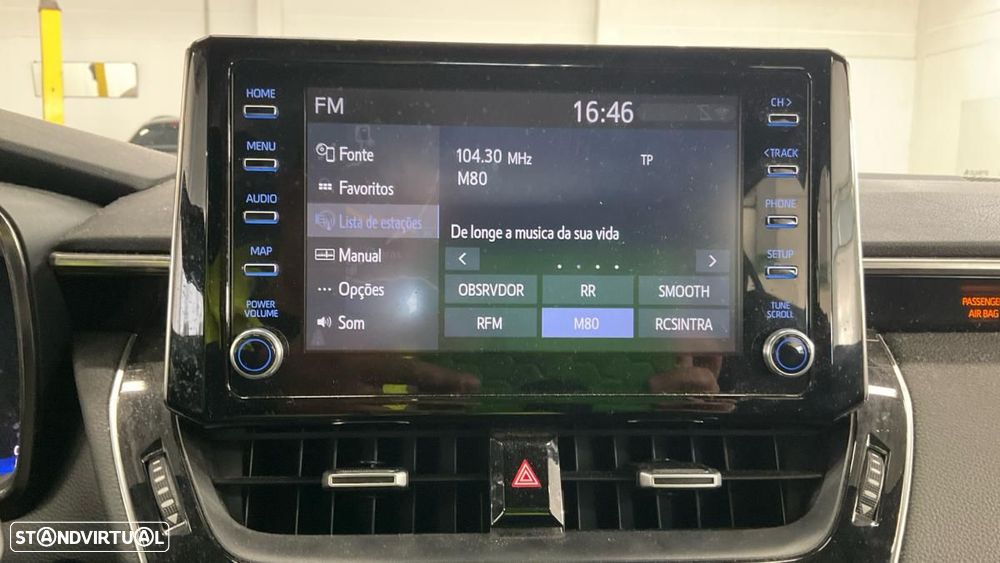 HOME
MENU
AUDIO
MAP
POWER
VOLUME
FM
16:46
Fonte
Favoritos
Lista de estações
Manual
Opções
Som
104.30 MHz
TP
M80
De longe a musica da sua vida
<
>
OBSRVDOR
RR
SMOOTH
RFM
M80
RCSINTRA
CH>
<TRACK
PHONE
SETUP
TUNE
SCROLL
PASSENGE
AIR BAG
STANDVIRTUAL